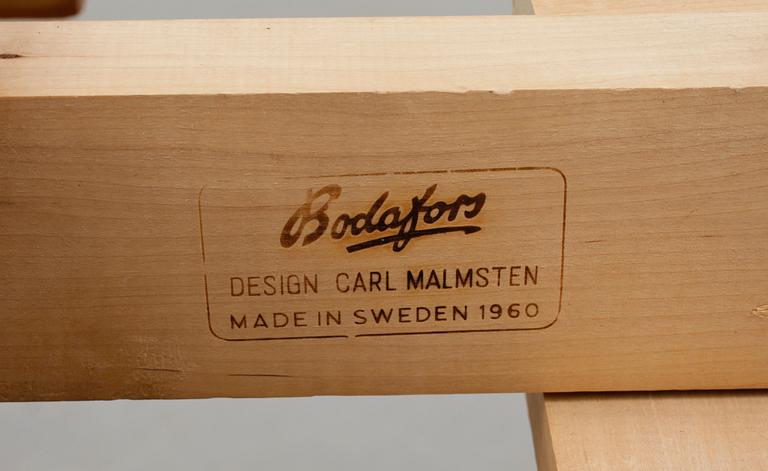 Bodafors
DESIGN CARL MALMSTEN
MADE IN SWEDEN 1960